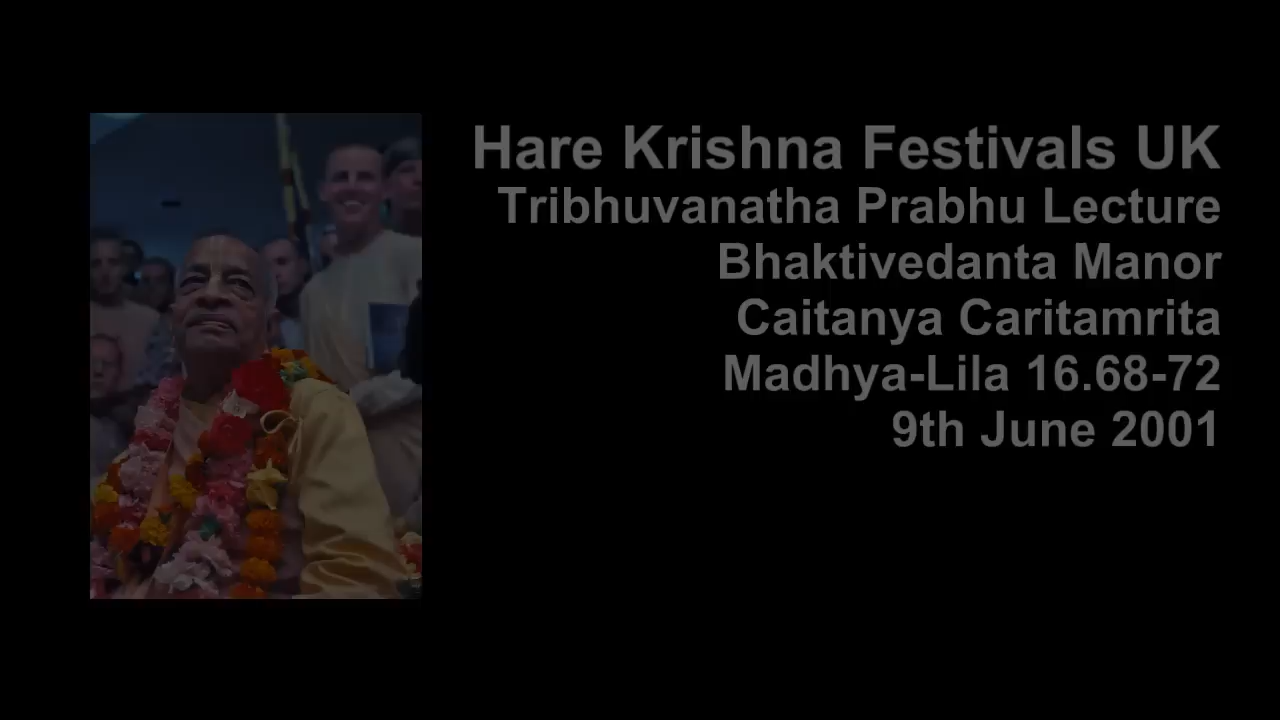 Hare Krishna Festivals UK
Tribhuvanatha Prabhu Lecture
Bhaktivedanta Manor
Caitanya Caritamrita
Madhya-Lila 16.68-72
9th June 2001